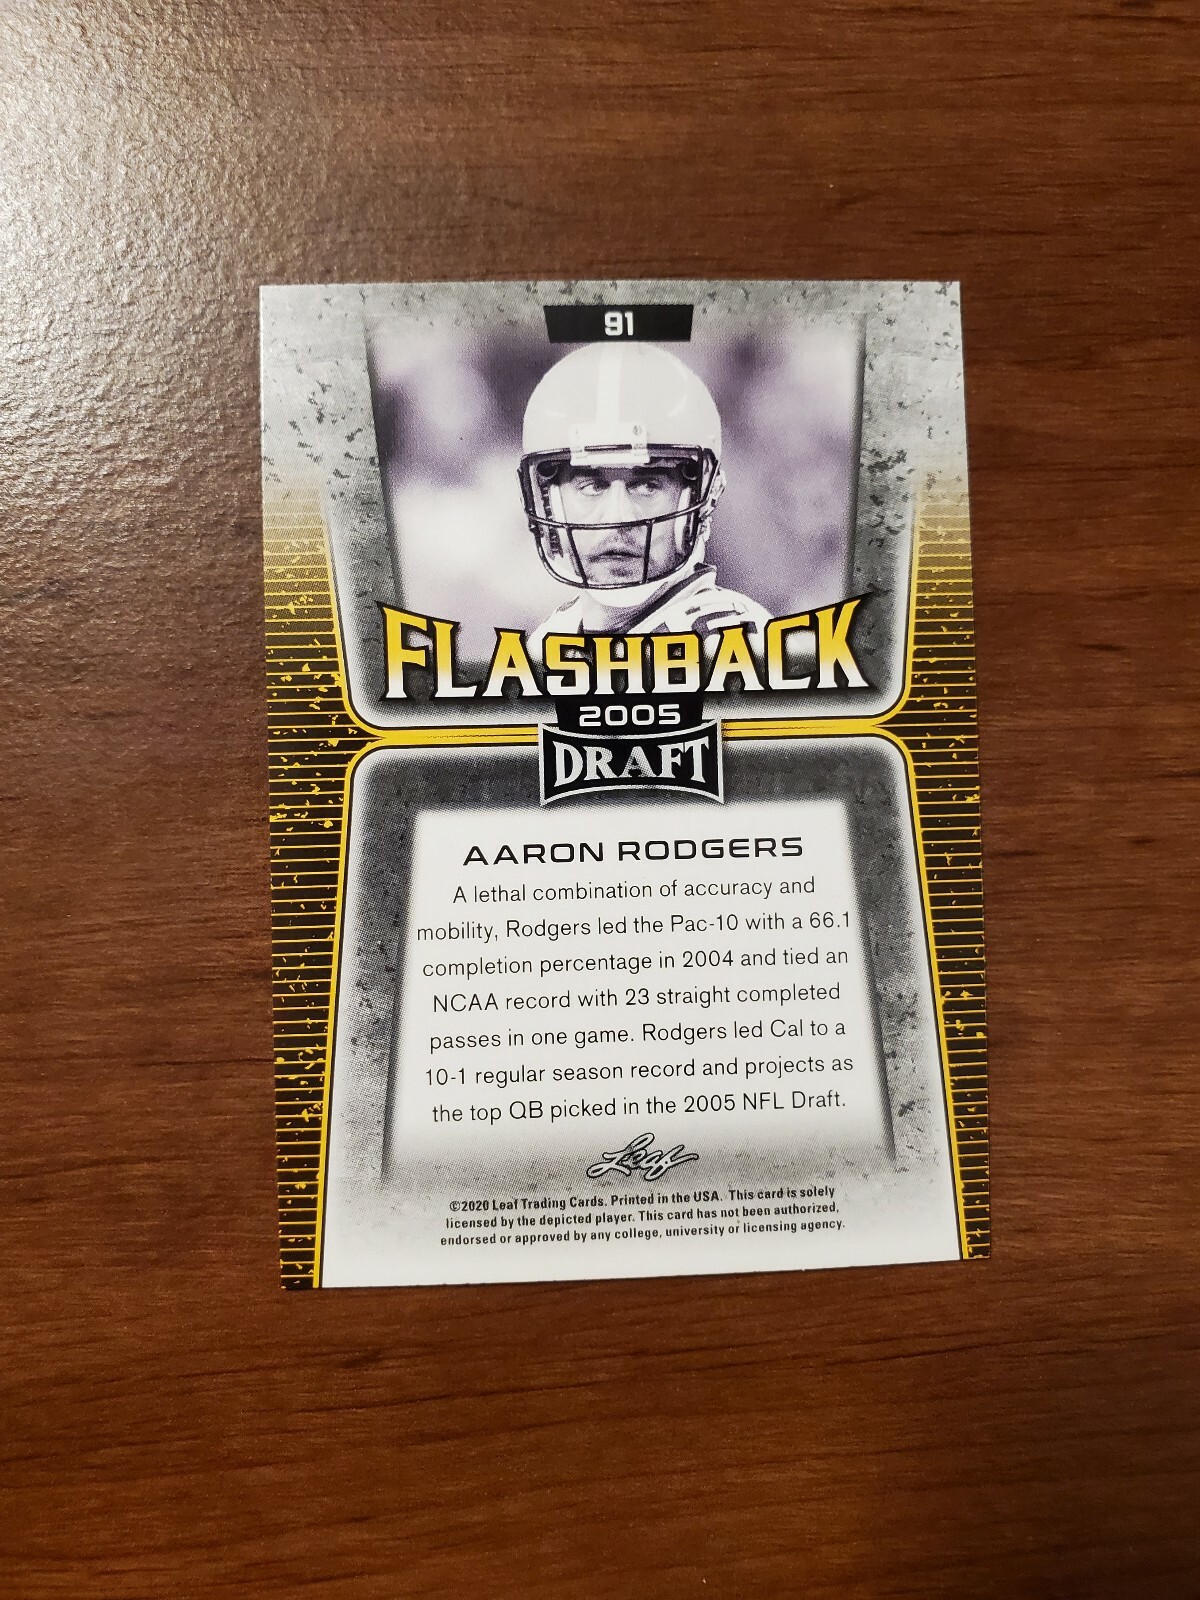 91
FLASHBACK
2005
DRAFT
AARON RODGERS
A lethal combination of accuracy and
mobility, Rodgers led the Pac-10 with a 66.1
completion percentage in 2004 and tied an
NCAA record with 23 straight completed
passes in one game. Rodgers led Cal to a
10-1 regular season record and projects as
the top QB picked in the 2005 NFL Draft.
Leaf
©2020 Leaf Trading Cards. Printed in the USA. This card is solely
licensed by the depicted player. This card has not been authorized,
endorsed or approved by any college, university or licensing agency.